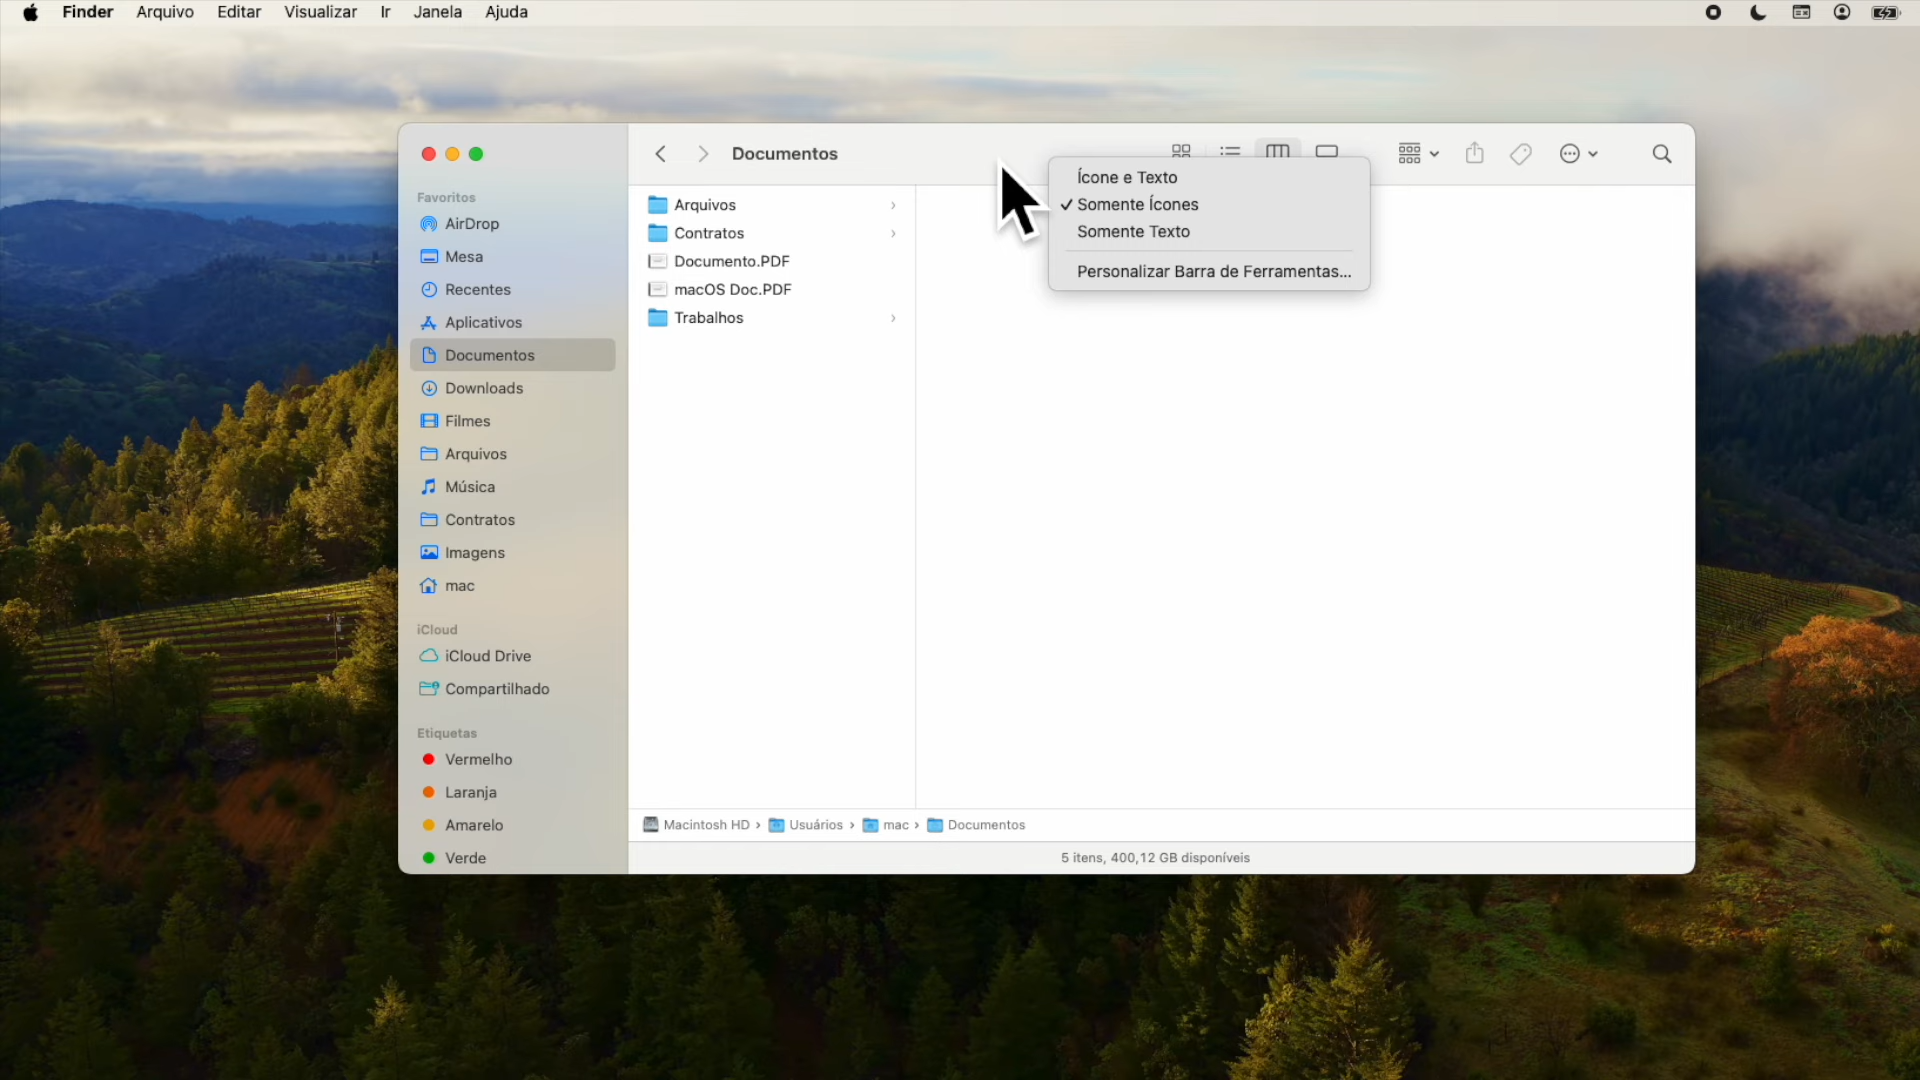 Finder Arquivo Editar Visualizar Ir Janela Ajuda
Documentos
Ícone e Texto
✓ Somente Ícones
Somente Texto
Personalizar Barra de Ferramentas...
Favoritos
AirDrop
Mesa
Recentes
Aplicativos
Documentos
Downloads
Filmes
Arquivos
Música
Contratos
Imagens
mac
iCloud
iCloud Drive
Compartilhado
Etiquetas
Vermelho
Laranja
Amarelo
Verde
Arquivos
Contratos
Documento.PDF
macOS Doc.PDF
Trabalhos
Macintosh HD › Usuários › mac › Documentos
5 itens, 400,12 GB disponíveis